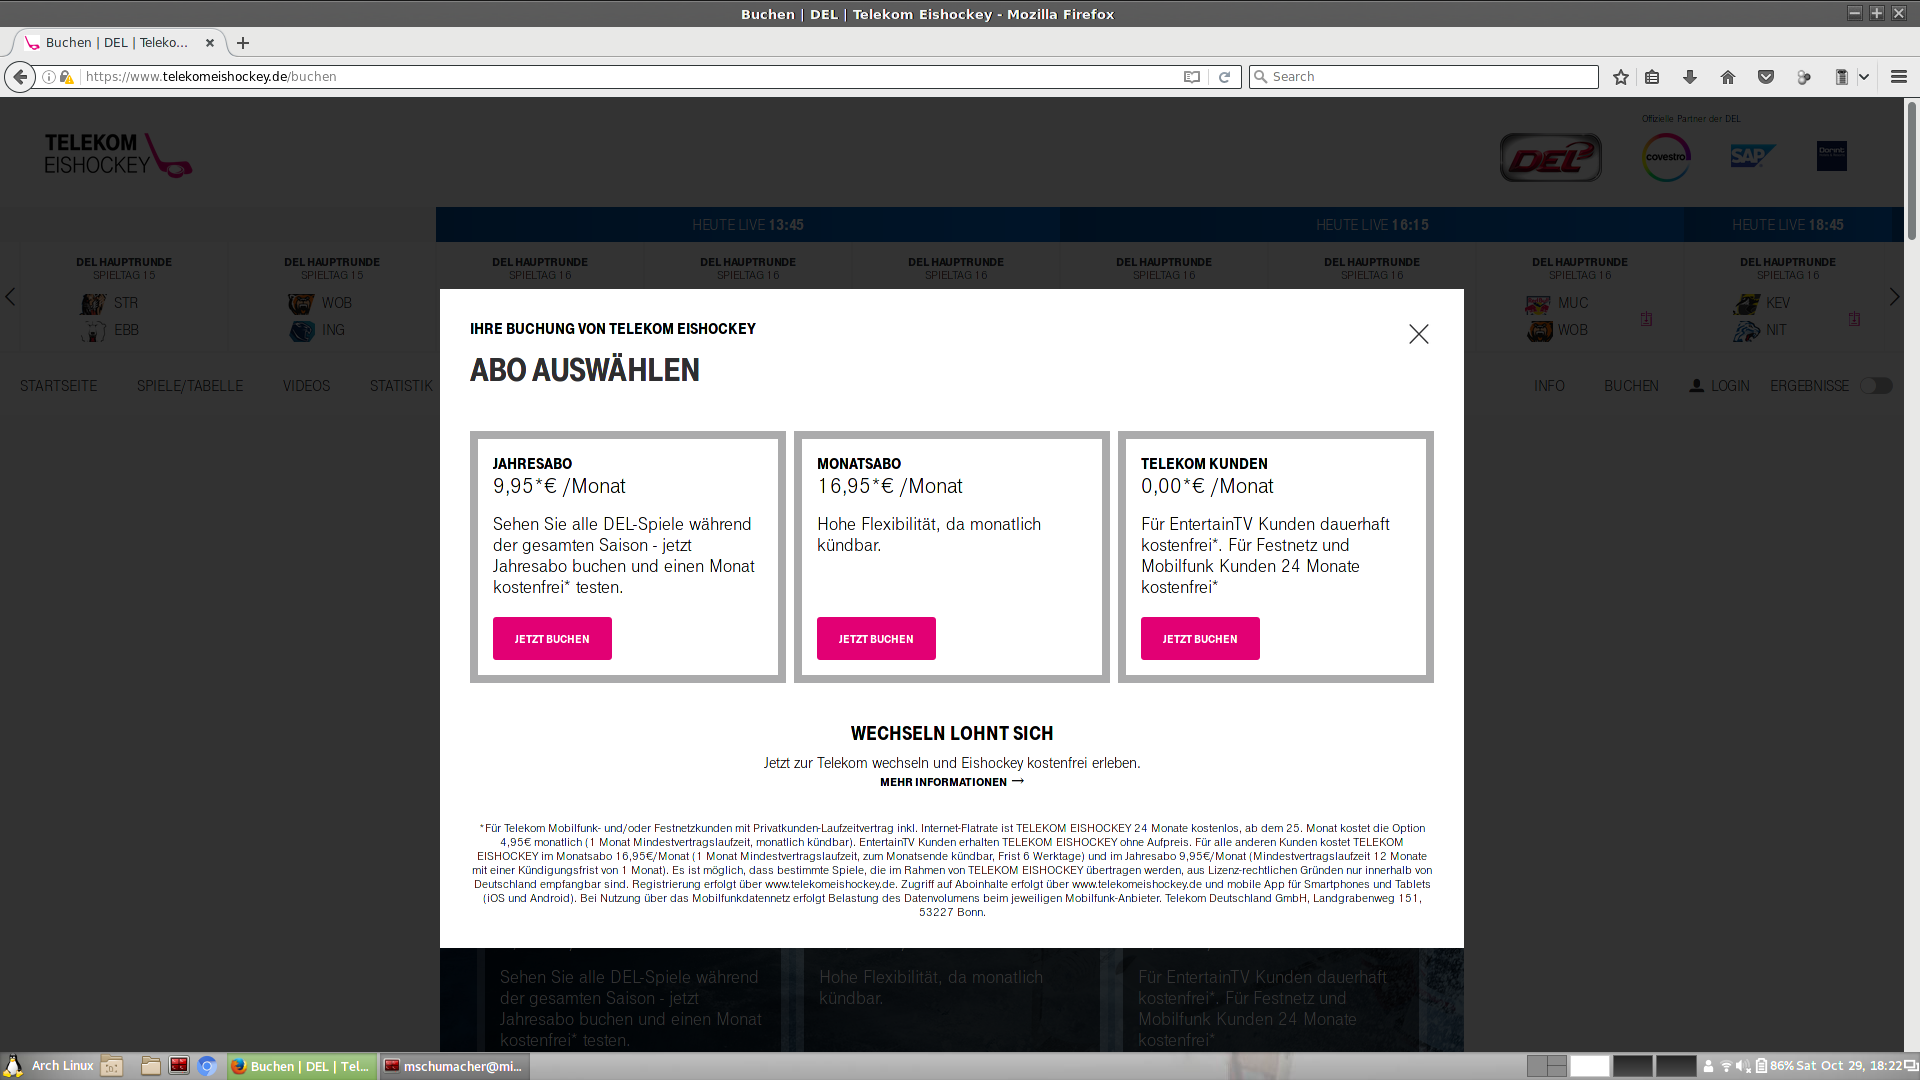 Buchen | DEL | Telekom Eishockey - Mozilla Firefox
Buchen | DEL | Teleko...
https://www.telekomeishockey.de/buchen
Search
Offizielle Partner der DEL
TELEKOM
EISHOCKEY
DEL2
covestro
SAP
Dorint
HEUTE LIVE 13:45
HEUTE LIVE 16:15
HEUTE LIVE 18:45
DEL HAUPTRUNDE
SPIELTAG 15
STR
EBB
DEL HAUPTRUNDE
SPIELTAG 15
WOB
ING
DEL HAUPTRUNDE
SPIELTAG 16
DEL HAUPTRUNDE
SPIELTAG 16
DEL HAUPTRUNDE
SPIELTAG 16
DEL HAUPTRUNDE
SPIELTAG 16
DEL HAUPTRUNDE
SPIELTAG 16
DEL HAUPTRUNDE
SPIELTAG 16
MUC
WOB
DEL HAUPTRUNDE
SPIELTAG 16
KEV
NIT
STARTSEITE SPIELE/TABELLE VIDEOS STATISTIK
INFO BUCHEN LOGIN ERGEBNISSE
IHRE BUCHUNG VON TELEKOM EISHOCKEY
ABO AUSWÄHLEN
JAHRESABO
9,95*€ /Monat
Sehen Sie alle DEL-Spiele während
der gesamten Saison - jetzt
Jahresabo buchen und einen Monat
kostenfrei* testen.
JETZT BUCHEN
MONATSABO
16,95*€ /Monat
Hohe Flexibilität, da monatlich
kündbar.
JETZT BUCHEN
TELEKOM KUNDEN
0,00*€ /Monat
Für EntertainTV Kunden dauerhaft
kostenfrei*. Für Festnetz und
Mobilfunk Kunden 24 Monate
kostenfrei*
JETZT BUCHEN
WECHSELN LOHNT SICH
Jetzt zur Telekom wechseln und Eishockey kostenfrei erleben.
MEHR INFORMATIONEN →
*Für Telekom Mobilfunk- und/oder Festnetzkunden mit Privatkunden-Laufzeitvertrag inkl. Internet-Flatrate ist TELEKOM EISHOCKEY 24 Monate kostenlos, ab dem 25. Monat kostet die Option
4,95€ monatlich (1 Monat Mindestvertragslaufzeit, monatlich kündbar). EntertainTV Kunden erhalten TELEKOM EISHOCKEY ohne Aufpreis. Für alle anderen Kunden kostet TELEKOM
EISHOCKEY im Monatsabo 16,95€/Monat (1 Monat Mindestvertragslaufzeit, zum Monatsende kündbar, Frist 6 Werktage) und im Jahresabo 9,95€/Monat (Mindestvertragslaufzeit 12 Monate
mit einer Kündigungsfrist von 1 Monat). Es ist möglich, dass bestimmte Spiele, die im Rahmen von TELEKOM EISHOCKEY übertragen werden, aus Lizenz-rechtlichen Gründen nur innerhalb von
Deutschland empfangbar sind. Registrierung erfolgt über www.telekomeishockey.de. Zugriff auf Aboinhalte erfolgt über www.telekomeishockey.de und mobile App für Smartphones und Tablets
(iOS und Android). Bei Nutzung über das Mobilfunkdatennetz erfolgt Belastung des Datenvolumens beim jeweiligen Mobilfunk-Anbieter. Telekom Deutschland GmbH, Landgrabenweg 151,
53227 Bonn.
Sehen Sie alle DEL-Spiele während
der gesamten Saison - jetzt
Jahresabo buchen und einen Monat
kostenfrei* testen.
Hohe Flexibilität, da monatlich
kündbar.
Für EntertainTV Kunden dauerhaft
kostenfrei*. Für Festnetz und
Mobilfunk Kunden 24 Monate
kostenfrei*
Arch Linux
Buchen | DEL | Tel...
mschumacher@mi...
86% Sat Oct 29, 18:22